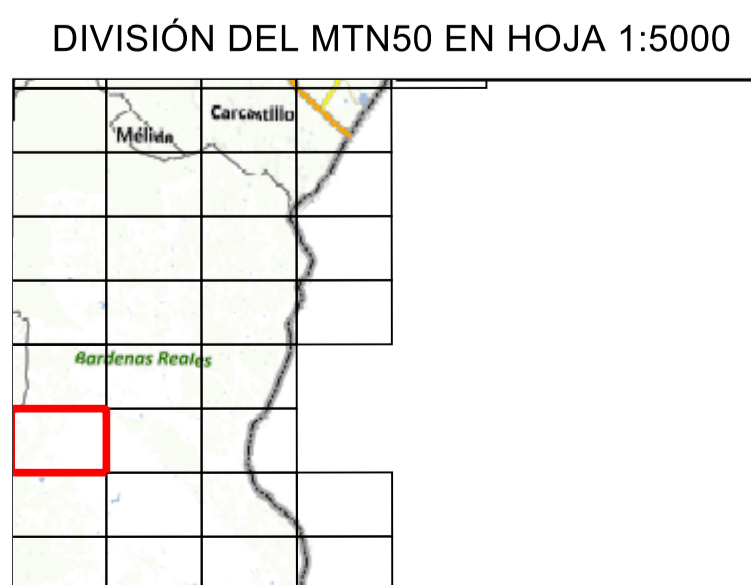 DIVISIÓN DEL MTN50 EN HOJA 1:5000
Carcastillo
Mélida
Bardenas Reales